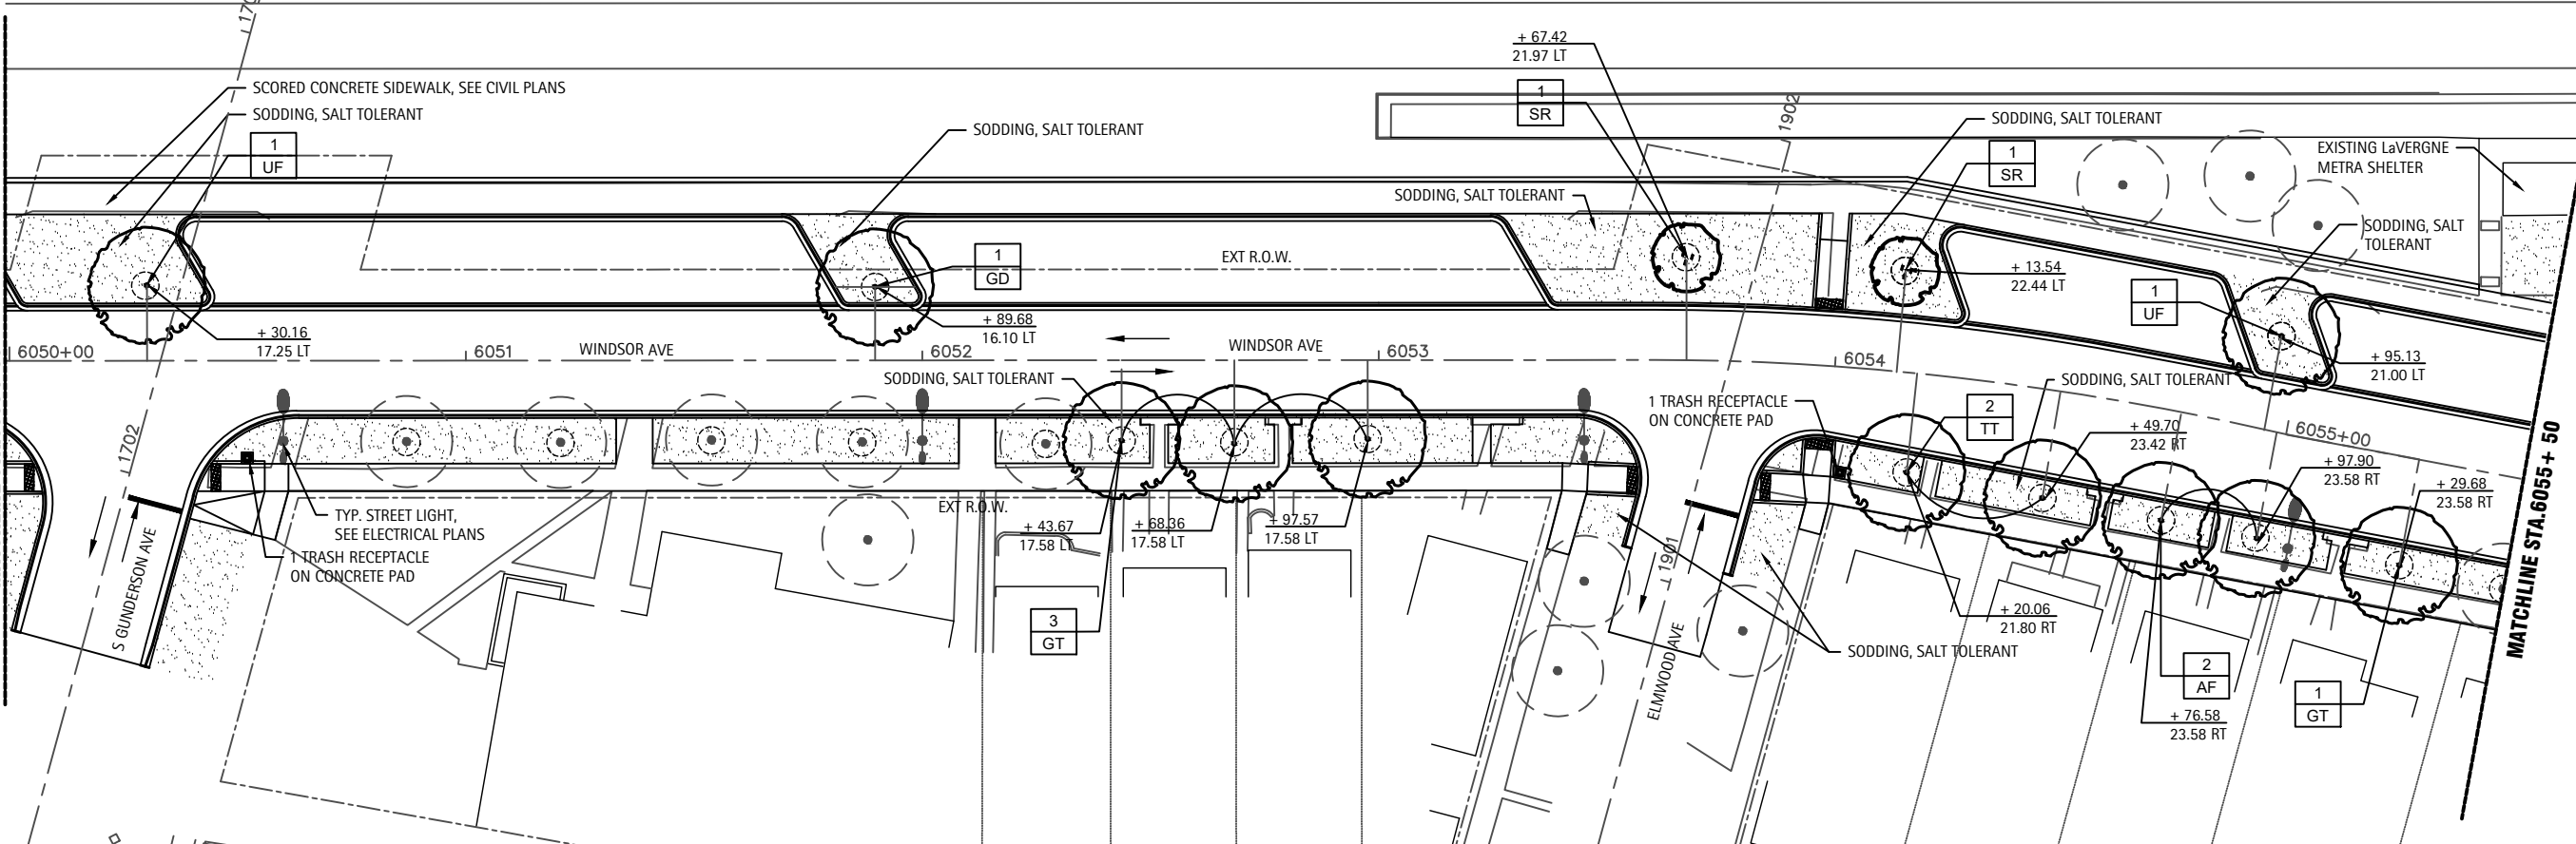 170
SCORED CONCRETE SIDEWALK, SEE CIVIL PLANS
SODDING, SALT TOLERANT
1
UF
SODDING, SALT TOLERANT
+ 67.42
21.97 LT
1
SR
1902
SODDING, SALT TOLERANT
1
SR
EXISTING LaVERGNE
METRA SHELTER
SODDING, SALT TOLERANT
SODDING, SALT
TOLERANT
EXT R.O.W.
1
GD
+ 13.54
22.44 LT
1
UF
+ 30.16
17.25 LT
+ 89.68
16.10 LT
+ 95.13
21.00 LT
6050+00
6051
WINDSOR AVE
6052
WINDSOR AVE
6053
6054
SODDING, SALT TOLERANT
SODDING, SALT TOLERANT
1 TRASH RECEPTACLE
ON CONCRETE PAD
2
TT
+ 49.70
23.42 RT
6055+00
1702
+ 97.90
23.58 RT
+ 29.68
23.58 RT
MATCHLINE STA.6055+ 50
TYP. STREET LIGHT,
SEE ELECTRICAL PLANS
1 TRASH RECEPTACLE
ON CONCRETE PAD
EXT R.O.W.
+ 43.67
17.58 LT
+ 68.36
17.58 LT
+ 97.57
17.58 LT
S GUNDERSON AVE
1901
3
GT
+ 20.06
21.80 RT
SODDING, SALT TOLERANT
ELMWOOD AVE
2
AF
+ 76.58
23.58 RT
1
GT